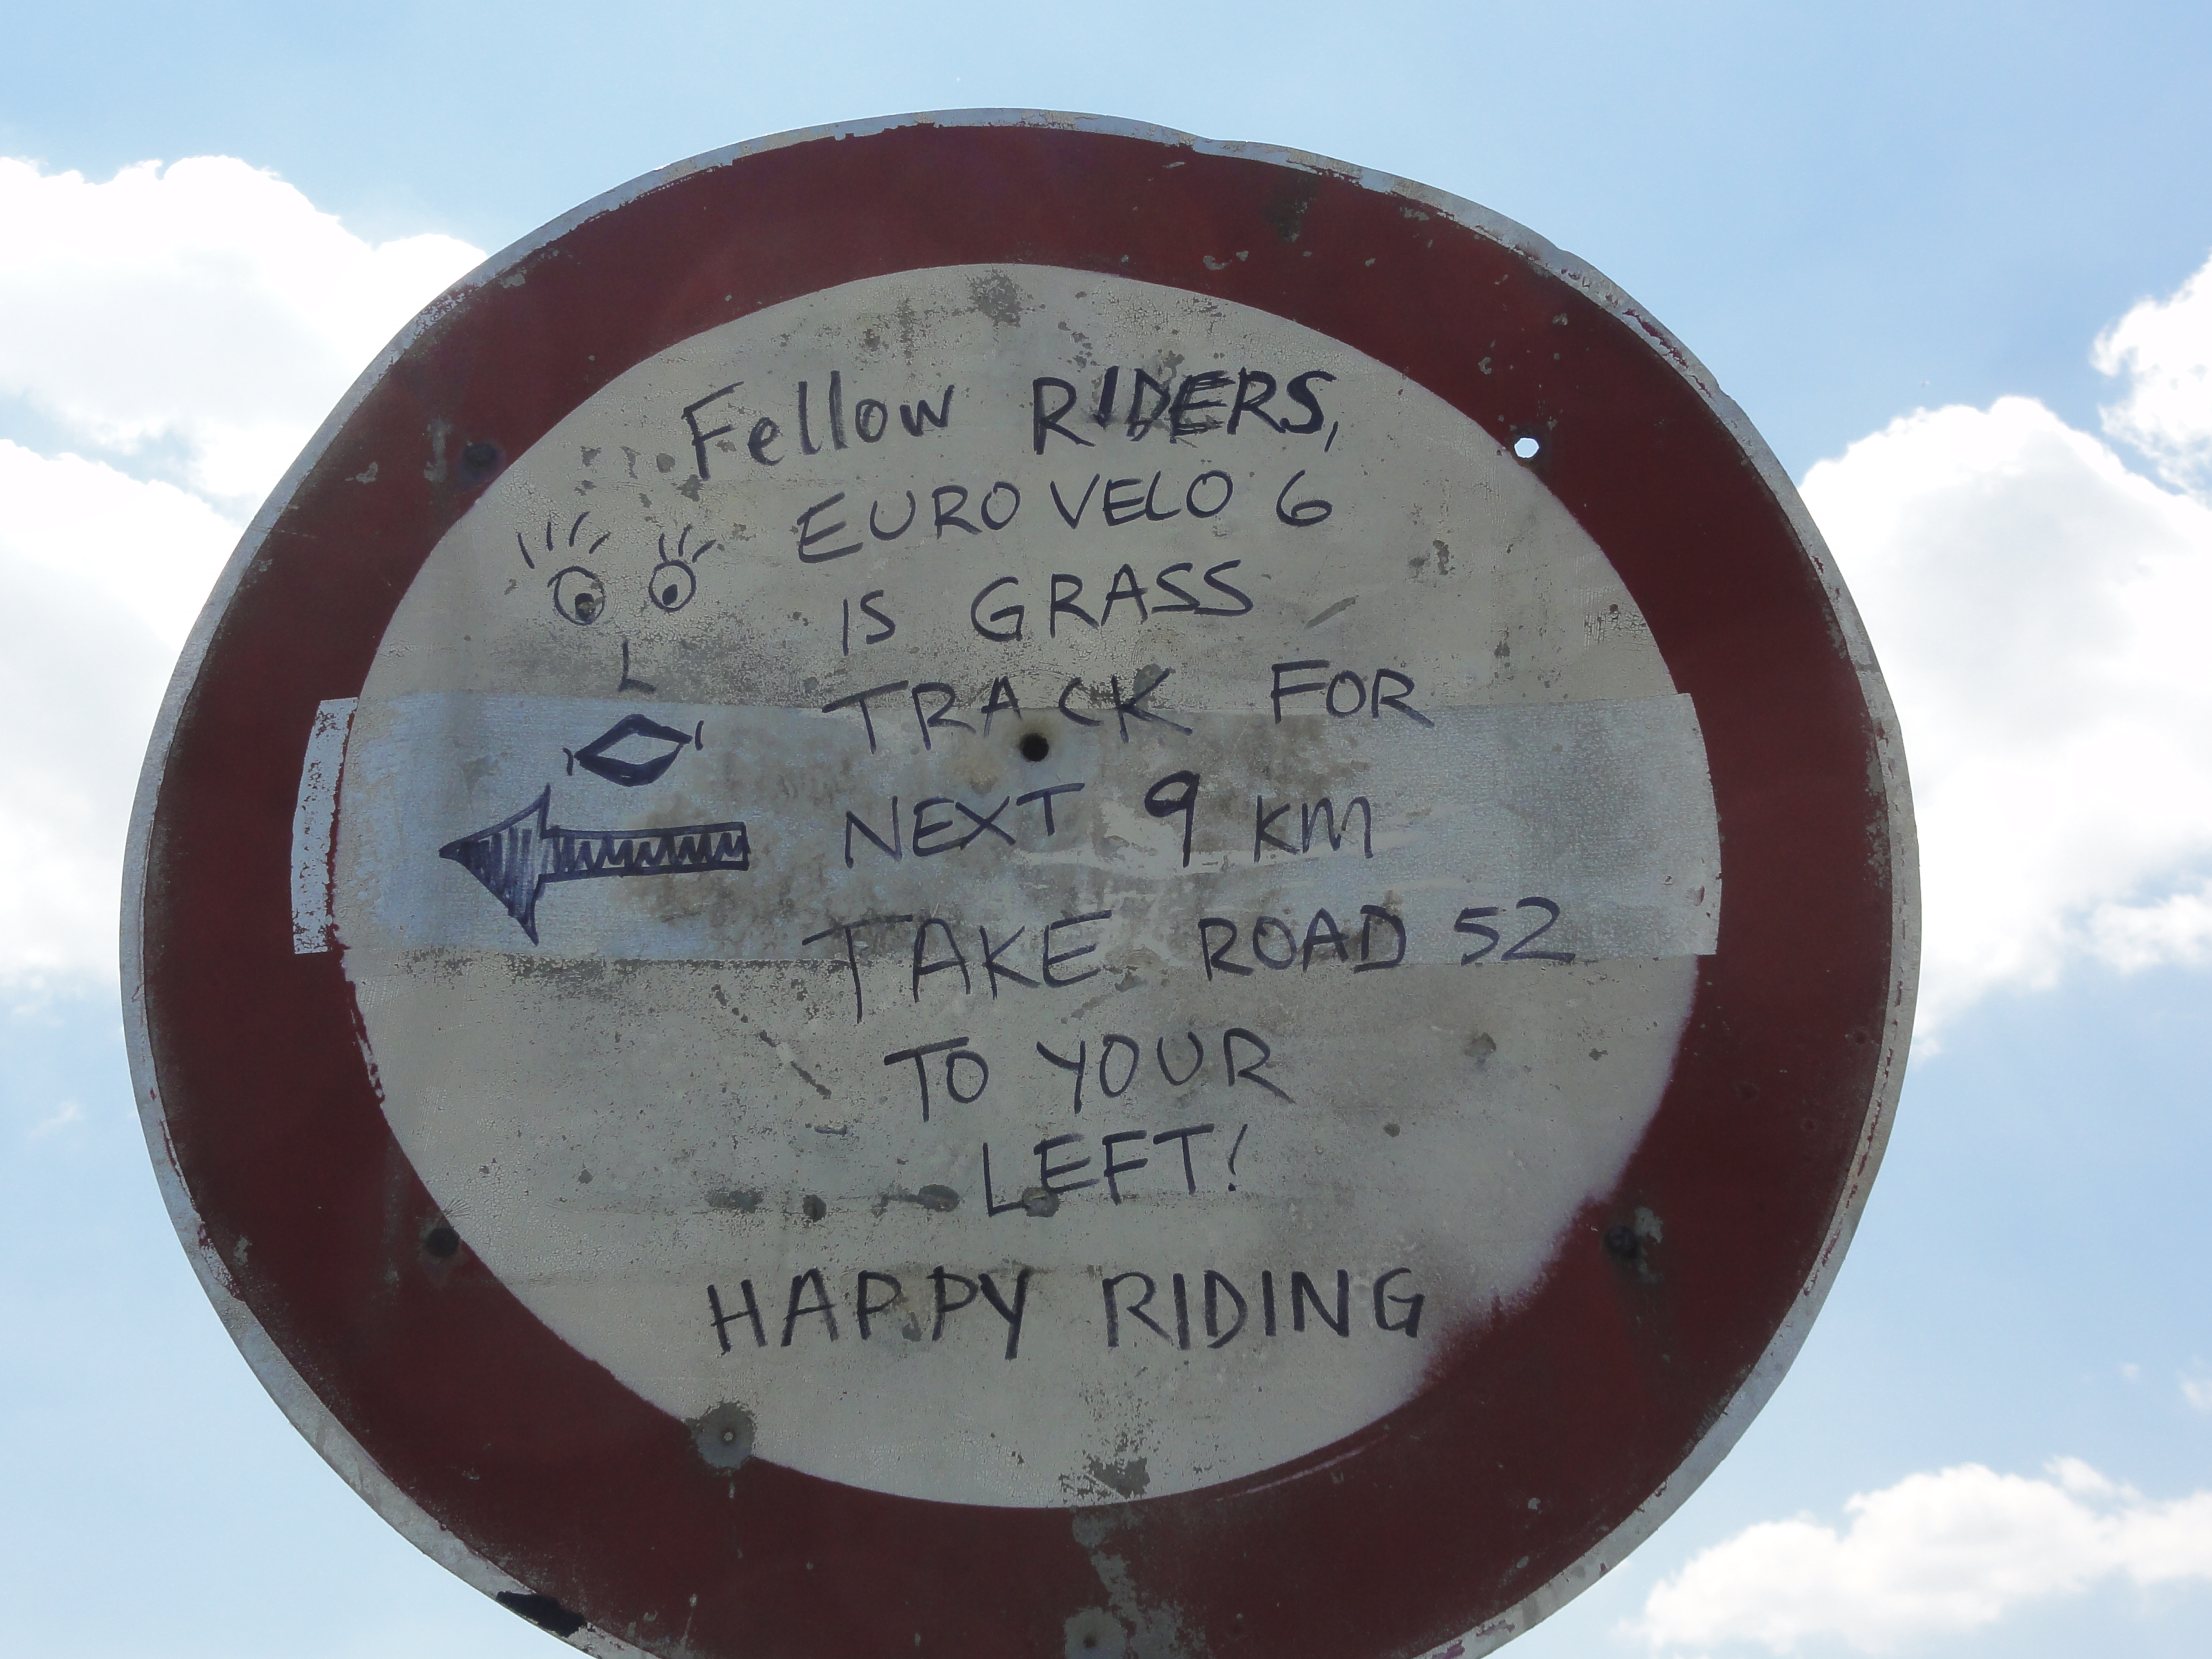 Fellow RIDERS,
EURO VELO 6
IS GRASS
TRACK FOR
NEXT 9 KM
TAKE ROAD 52
TO YOUR
LEFT!
HAPPY RIDING